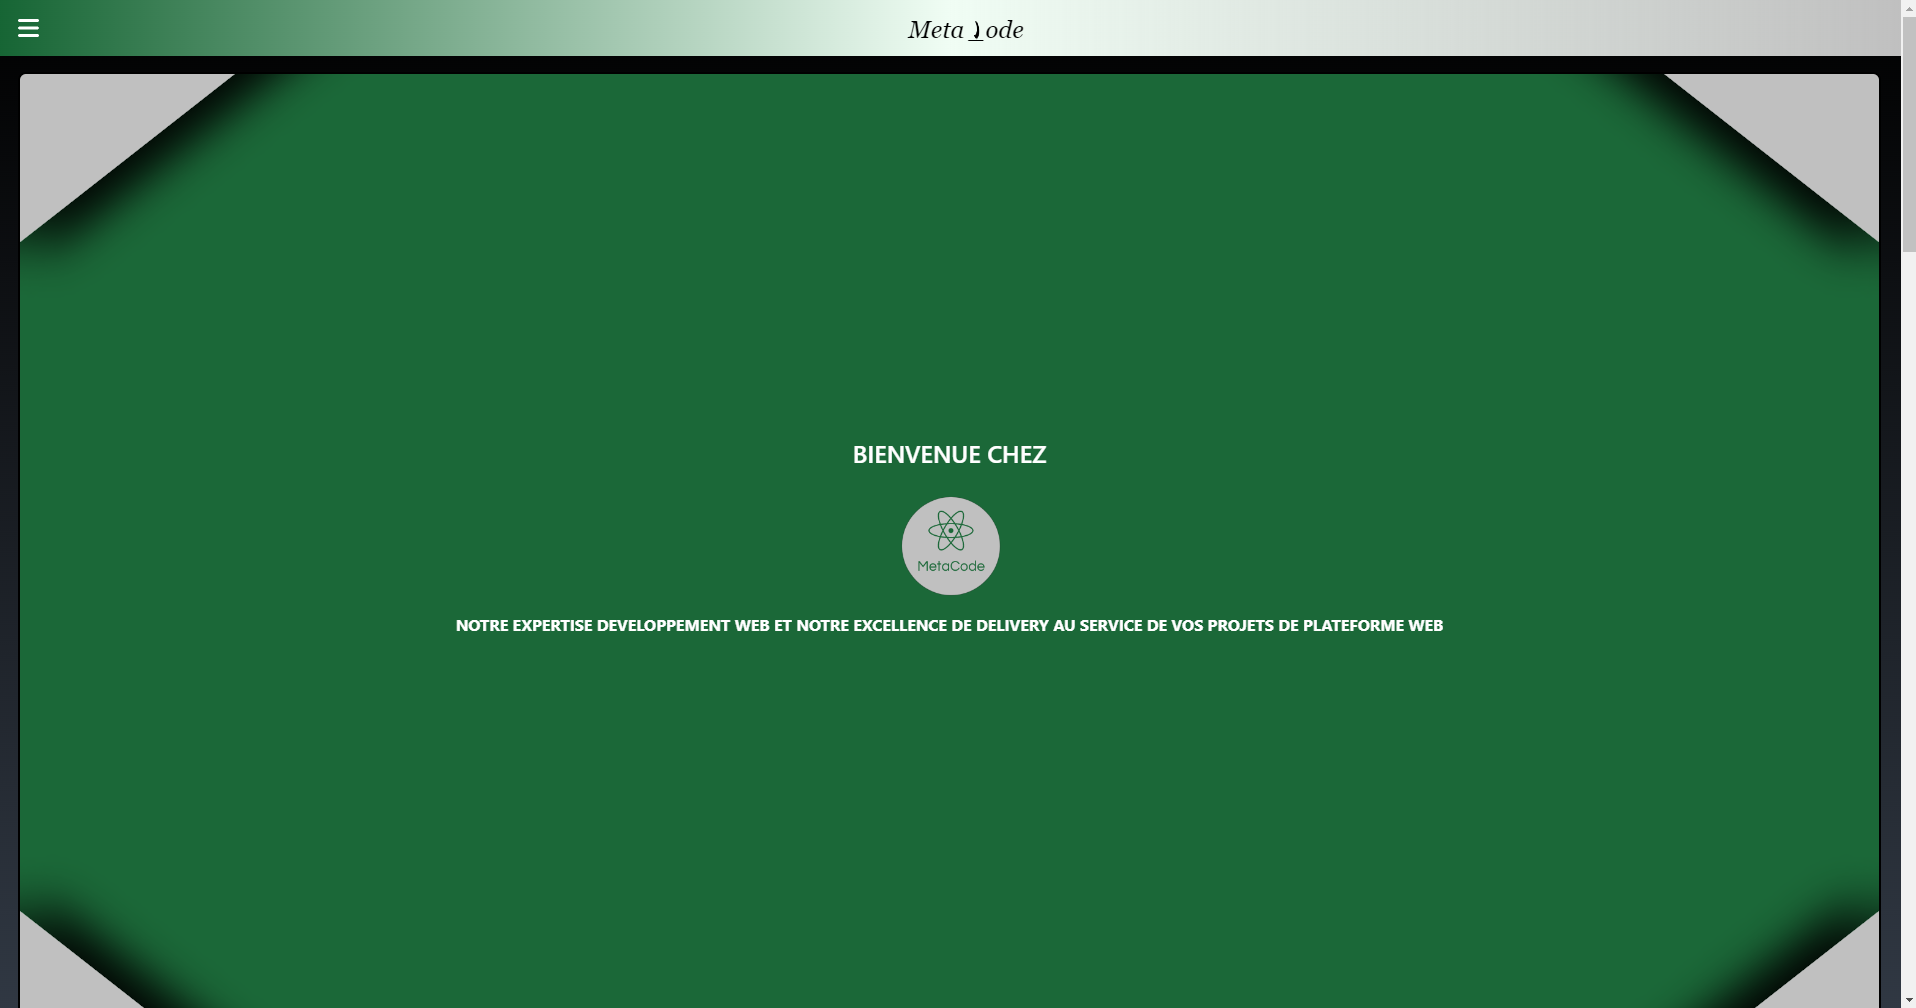 Meta ode
BIENVENUE CHEZ
MetaCode
NOTRE EXPERTISE DEVELOPPEMENT WEB ET NOTRE EXCELLENCE DE DELIVERY AU SERVICE DE VOS PROJETS DE PLATEFORME WEB